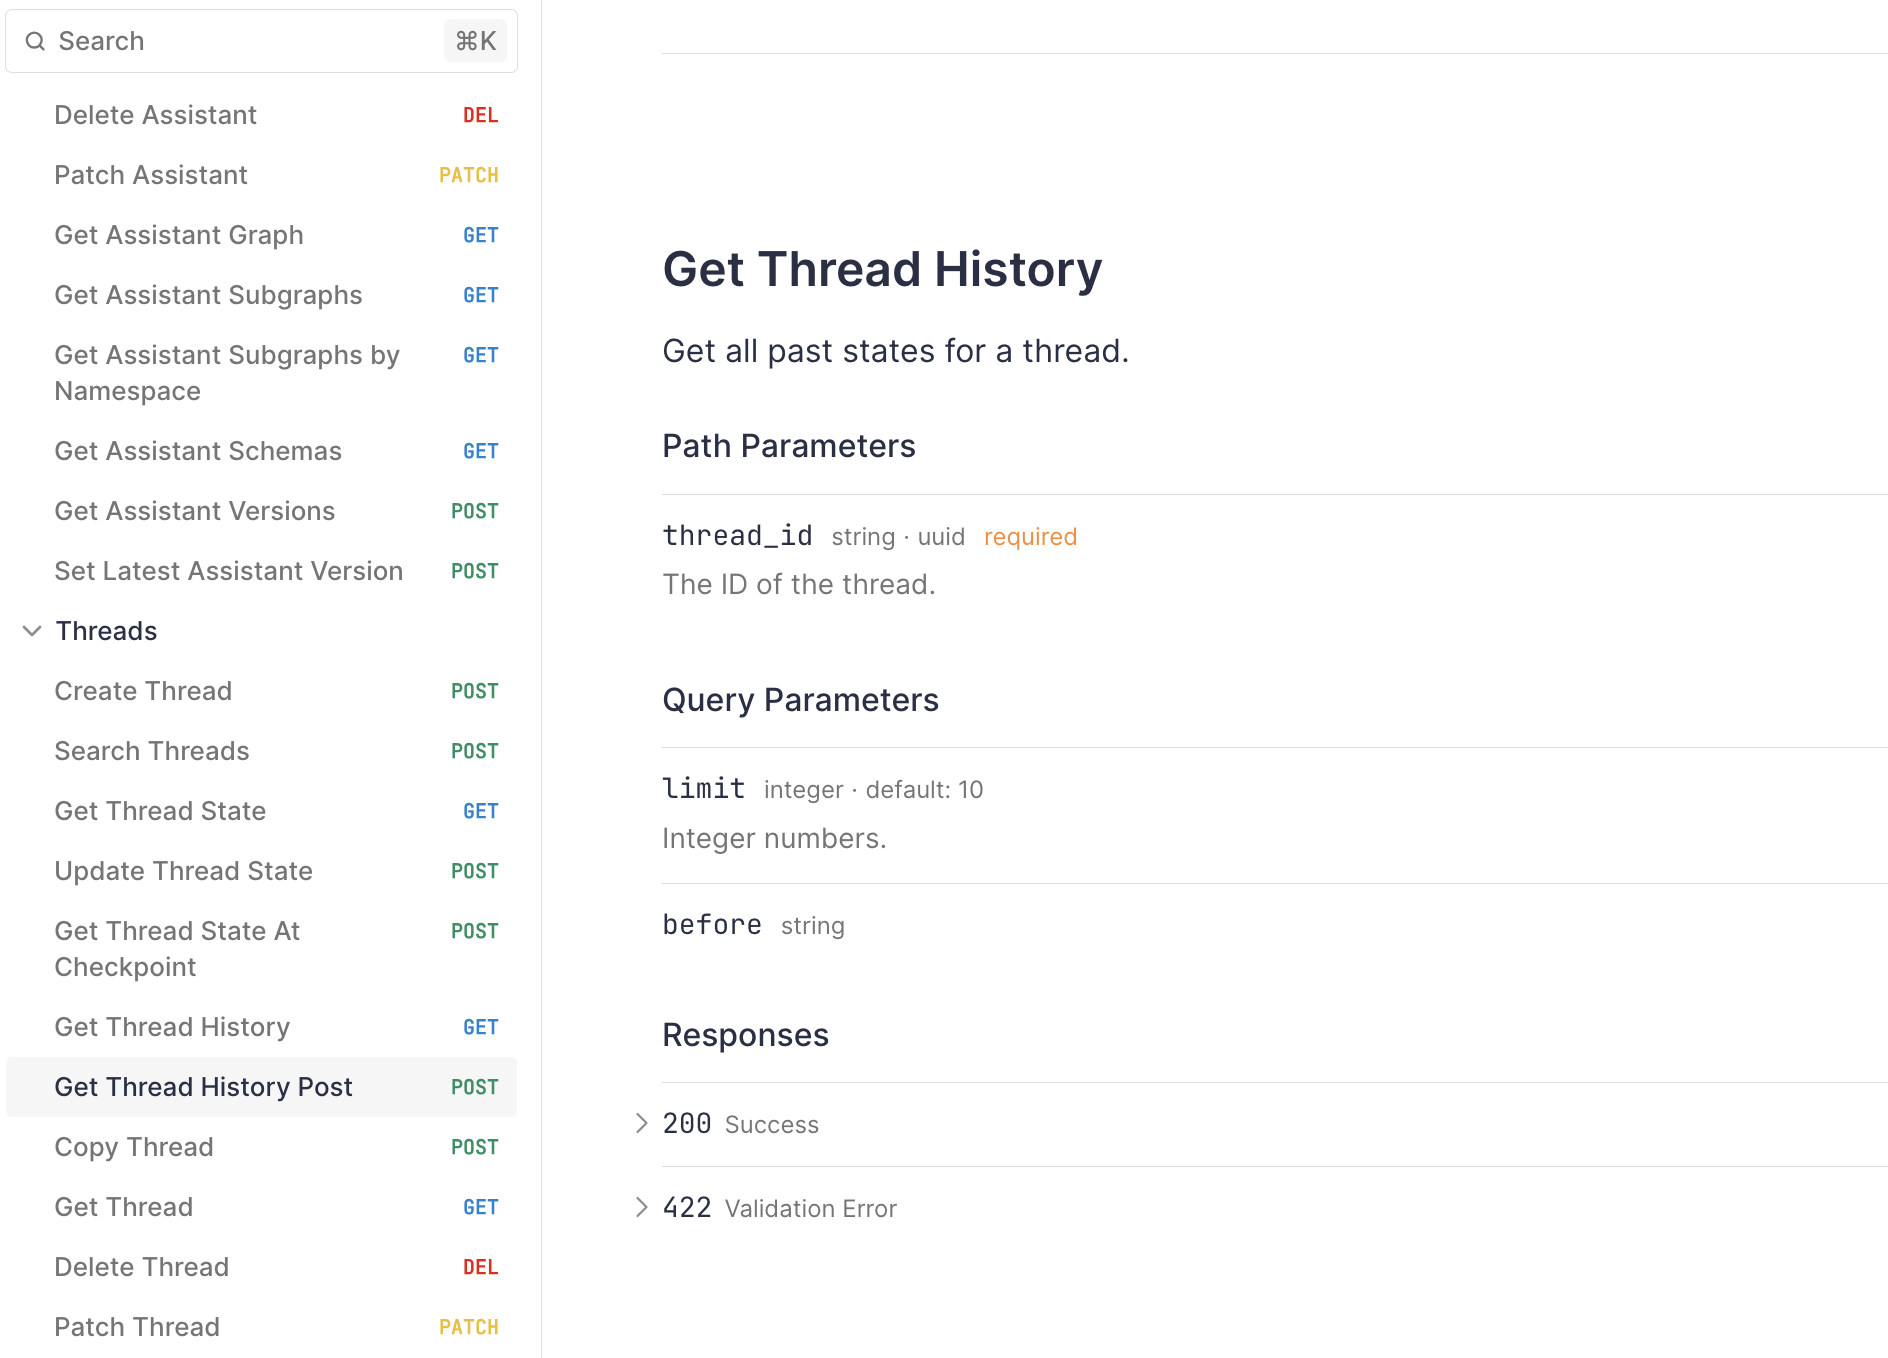 Search ⌘K
Delete Assistant DEL
Patch Assistant PATCH
Get Assistant Graph GET
Get Assistant Subgraphs GET
Get Assistant Subgraphs by GET
Namespace
Get Assistant Schemas GET
Get Assistant Versions POST
Set Latest Assistant Version POST
Threads
Create Thread POST
Search Threads POST
Get Thread State GET
Update Thread State POST
Get Thread State At POST
Checkpoint
Get Thread History GET
Get Thread History Post POST
Copy Thread POST
Get Thread GET
Delete Thread DEL
Patch Thread PATCH
Get Thread History
Get all past states for a thread.
Path Parameters
thread_id string · uuid required
The ID of the thread.
Query Parameters
limit integer · default: 10
Integer numbers.
before string
Responses
200 Success
422 Validation Error